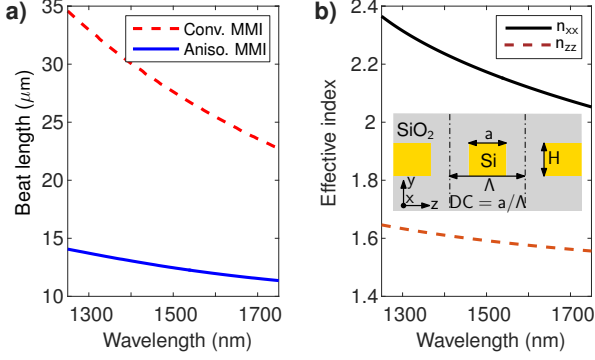 a)
Beat length (μm)
35
30
25
20
15
10
Conv. MMI
Aniso. MMI
1300 1500 1700
Wavelength (nm)
b)
Effective index
2.4
2.2
2
1.8
1.6
1.4
nxx
nzz
SiO2
a
Si
H
Λ
y
x
z
DC = a/Λ
1300 1500 1700
Wavelength (nm)